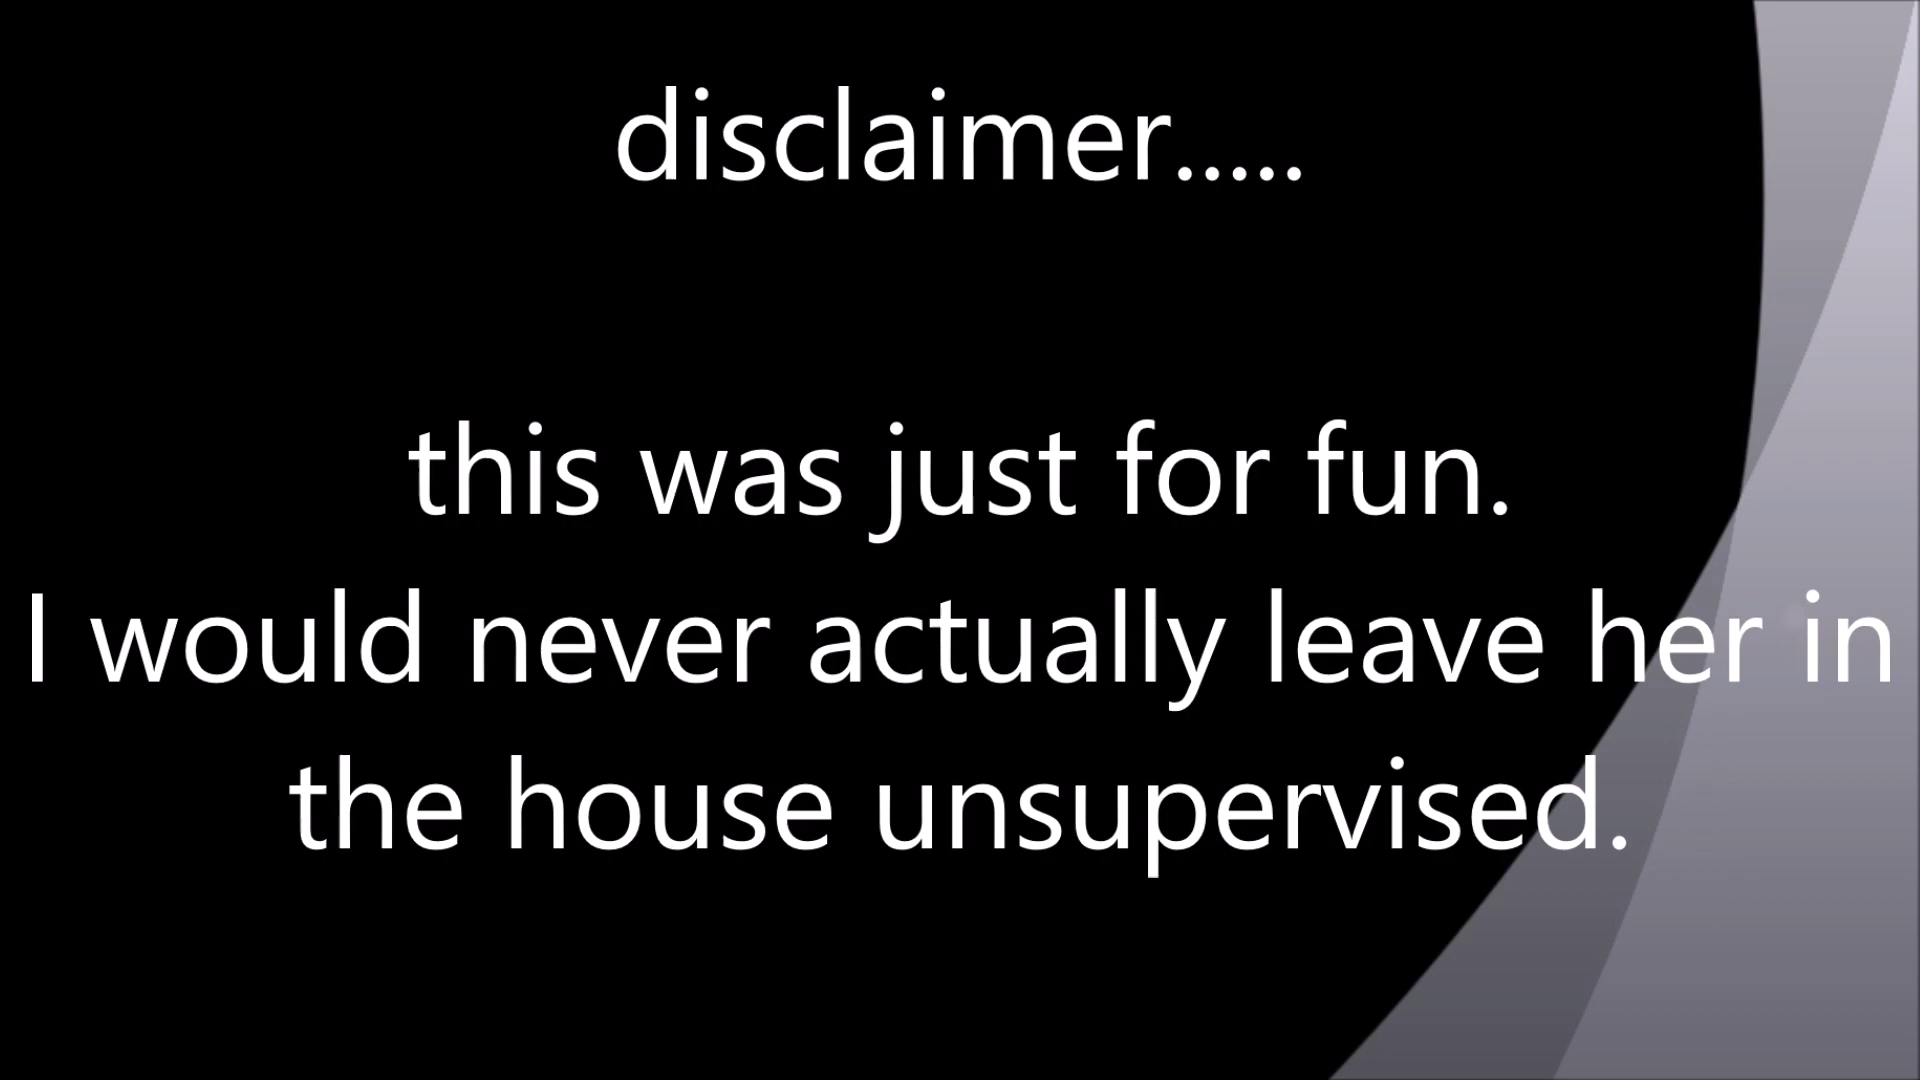 disclaimer.....
this was just for fun.
I would never actually leave her in
the house unsupervised.